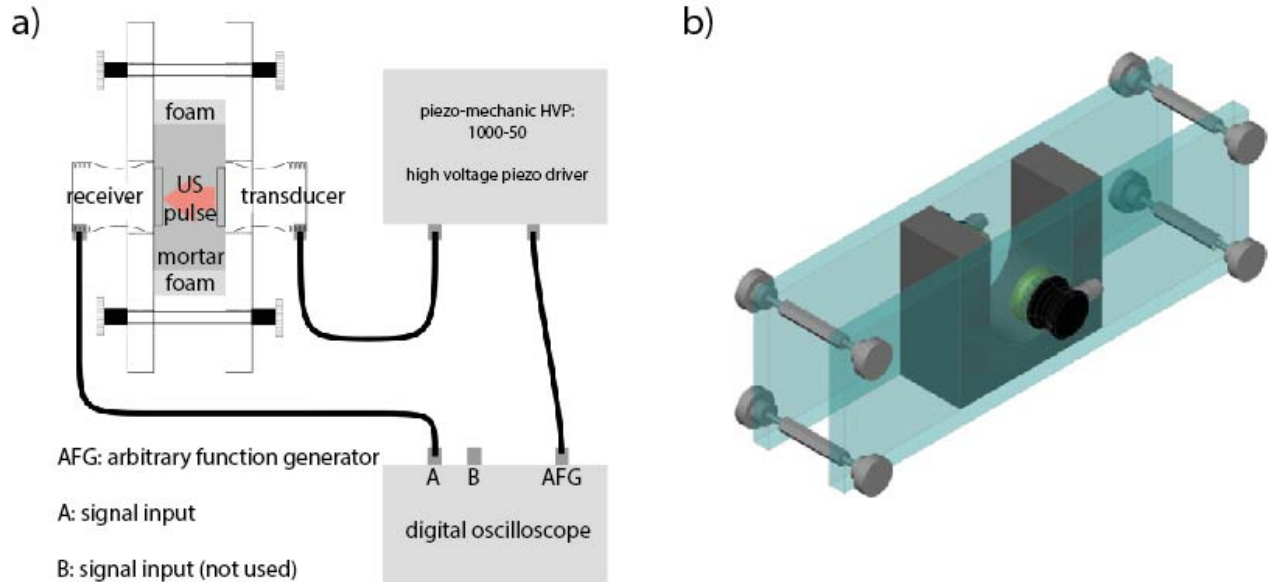 a)
b)
foam
piezo-mechanic HVP:
1000-50
high voltage piezo driver
receiver
US
pulse
transducer
mortar
foam
AFG: arbitrary function generator
A
B
AFG
A: signal input
digital oscilloscope
B: signal input (not used)